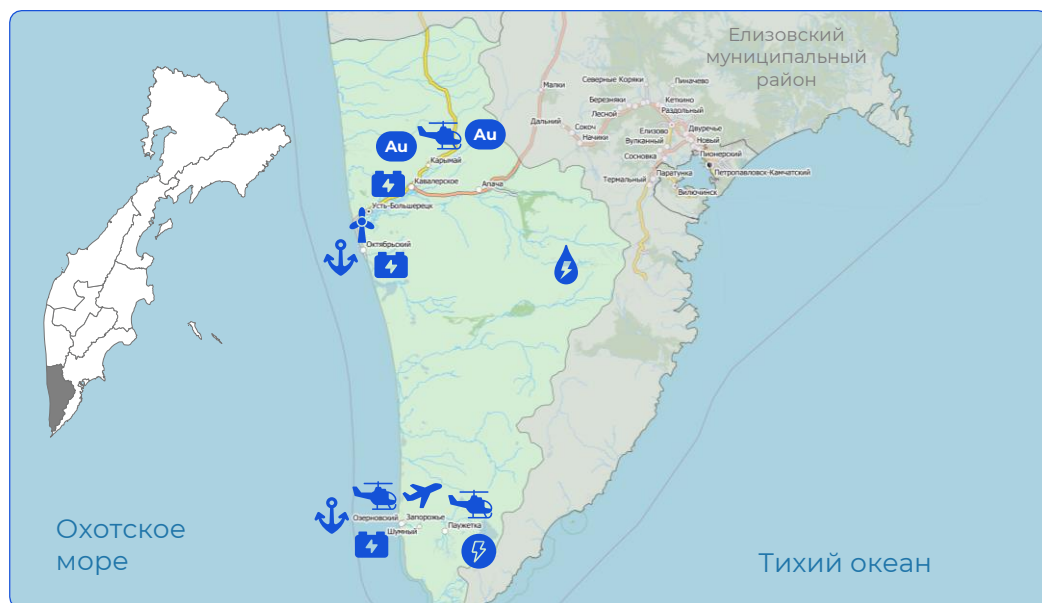 Елизовский
муниципальный
район
Малки
Северные Коряки
Пиначево
Березняки
Кеткино
Лесной
Раздольный
Дальний
Сокоч
Начики
Елизово
Двуречье
Вулканный
Новый
Сосновка
Пионерский
Термальный
Паратунка
Петропавловск-Камчатский
Вилючинск
Au
Au
Карымай
Кавалерское
Апача
Усть-Большерецк
Октябрьский
Озерновский
Запорожье
Шумный
Паужетка
Охотское
море
Тихий океан